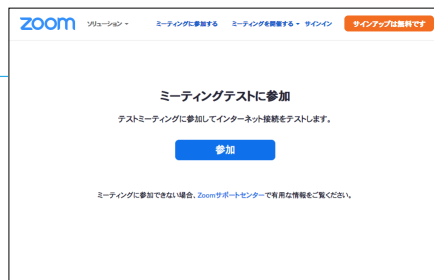 zoom ソリューション ミーティングに参加する ミーティングを開催する サインイン サインアップは無料です
ミーティングテストに参加
テストミーティングに参加してインターネット接続をテストします。
参加
ミーティングに参加できない場合、Zoomサポートセンターで有用な情報をご覧ください。